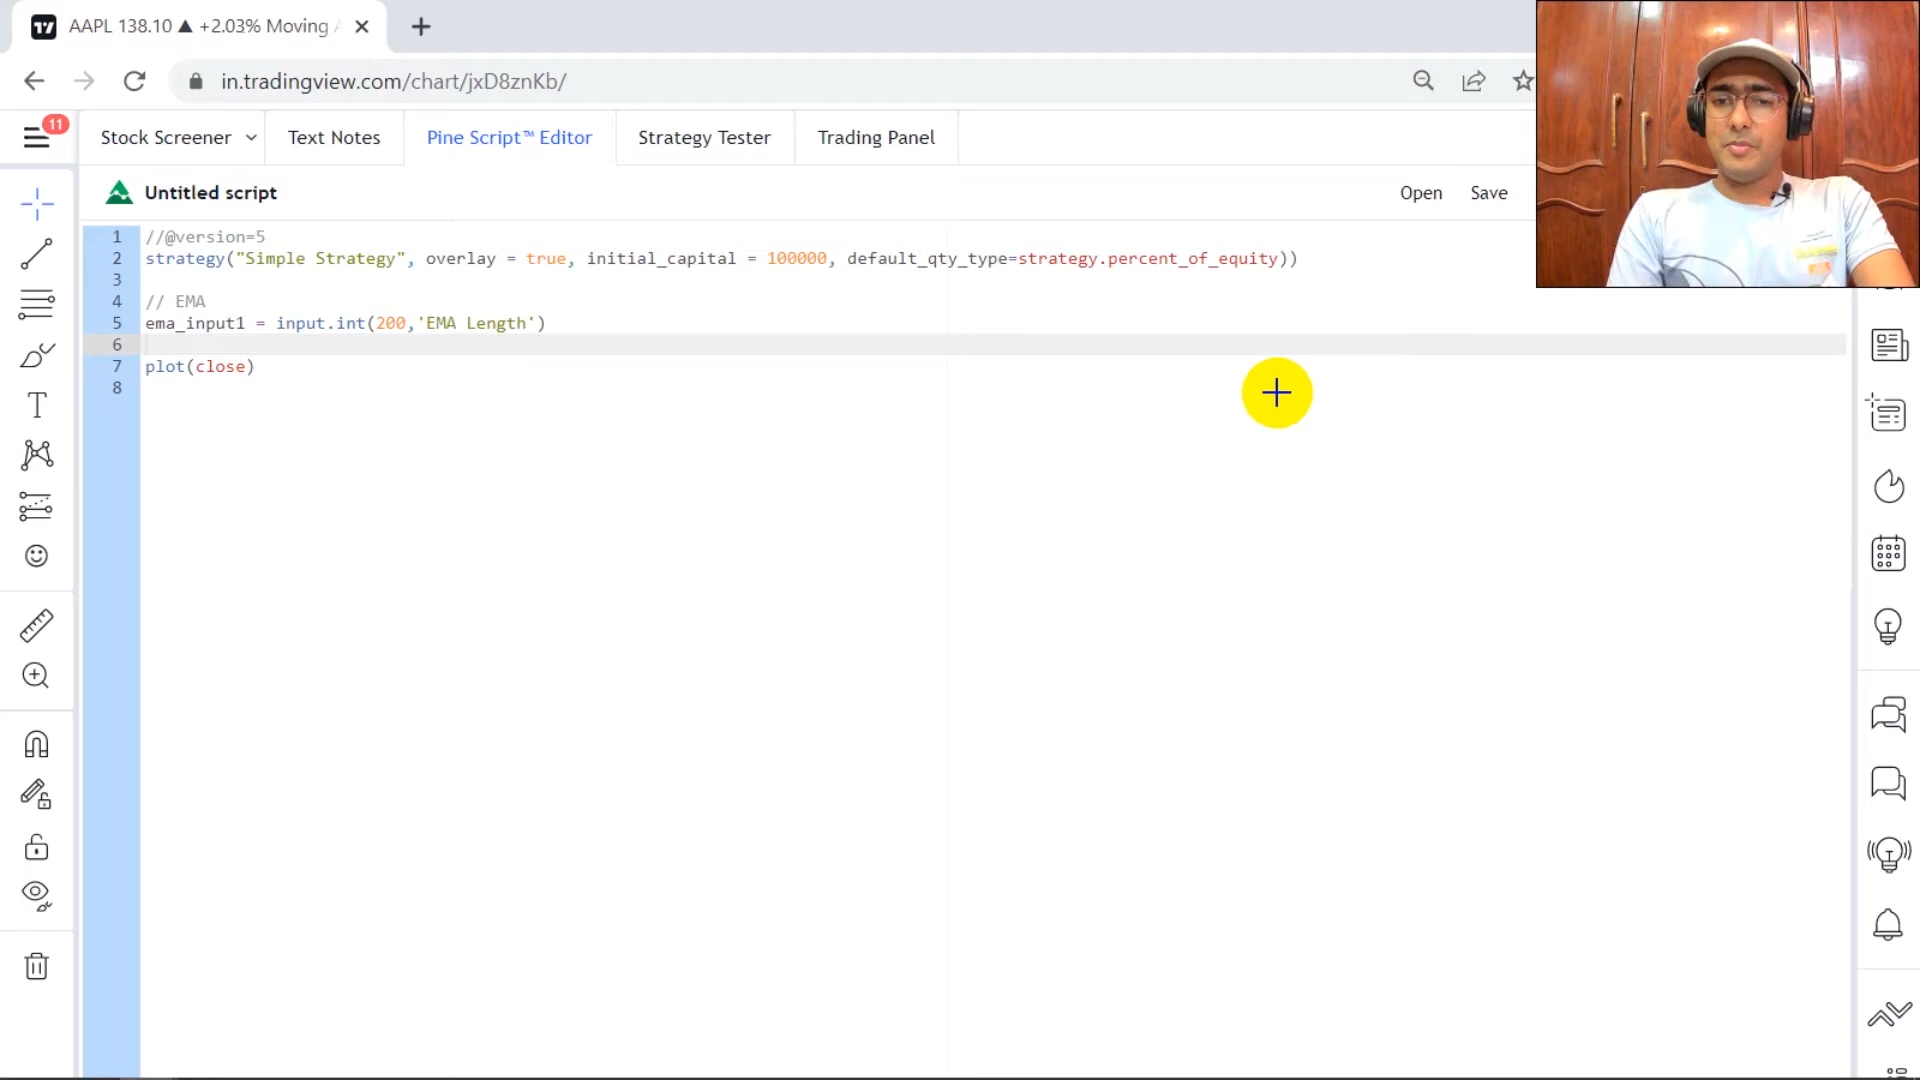 AAPL 138.10 ▲ +2.03% Moving
in.tradingview.com/chart/jxD8znKb/
11
Stock Screener
Text Notes
Pine Script™ Editor
Strategy Tester
Trading Panel
Untitled script
Open
Save
1 //@version=5
2 strategy("Simple Strategy", overlay = true, initial_capital = 100000, default_qty_type=strategy.percent_of_equity))
3
4 // EMA
5 ema_input1 = input.int(200,'EMA Length')
6
7 plot(close)
8